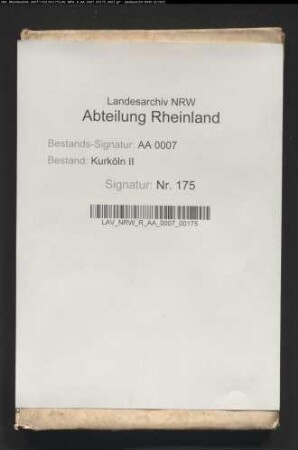 Landesarchiv NRW
Abteilung Rheinland
Bestands-Signatur: AA 0007
Bestand: Kurköln II
Signatur: Nr. 175
LAV_NRW_R_AA_0007_00175